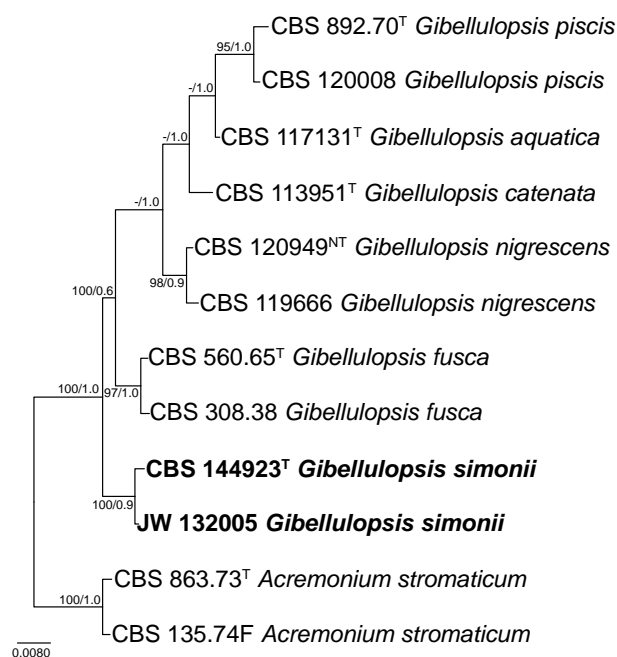 CBS 892.70ᵀ Gibellulopsis piscis
95/1.0
CBS 120008 Gibellulopsis piscis
-/1.0
CBS 117131ᵀ Gibellulopsis aquatica
-/1.0
CBS 113951ᵀ Gibellulopsis catenata
-/1.0
CBS 120949ᴺᵀ Gibellulopsis nigrescens
98/0.9
CBS 119666 Gibellulopsis nigrescens
100/0.6
CBS 560.65ᵀ Gibellulopsis fusca
100/1.0
97/1.0
CBS 308.38 Gibellulopsis fusca
CBS 144923ᵀ Gibellulopsis simonii
100/0.9
JW 132005 Gibellulopsis simonii
CBS 863.73ᵀ Acremonium stromaticum
100/1.0
CBS 135.74F Acremonium stromaticum
0.0080